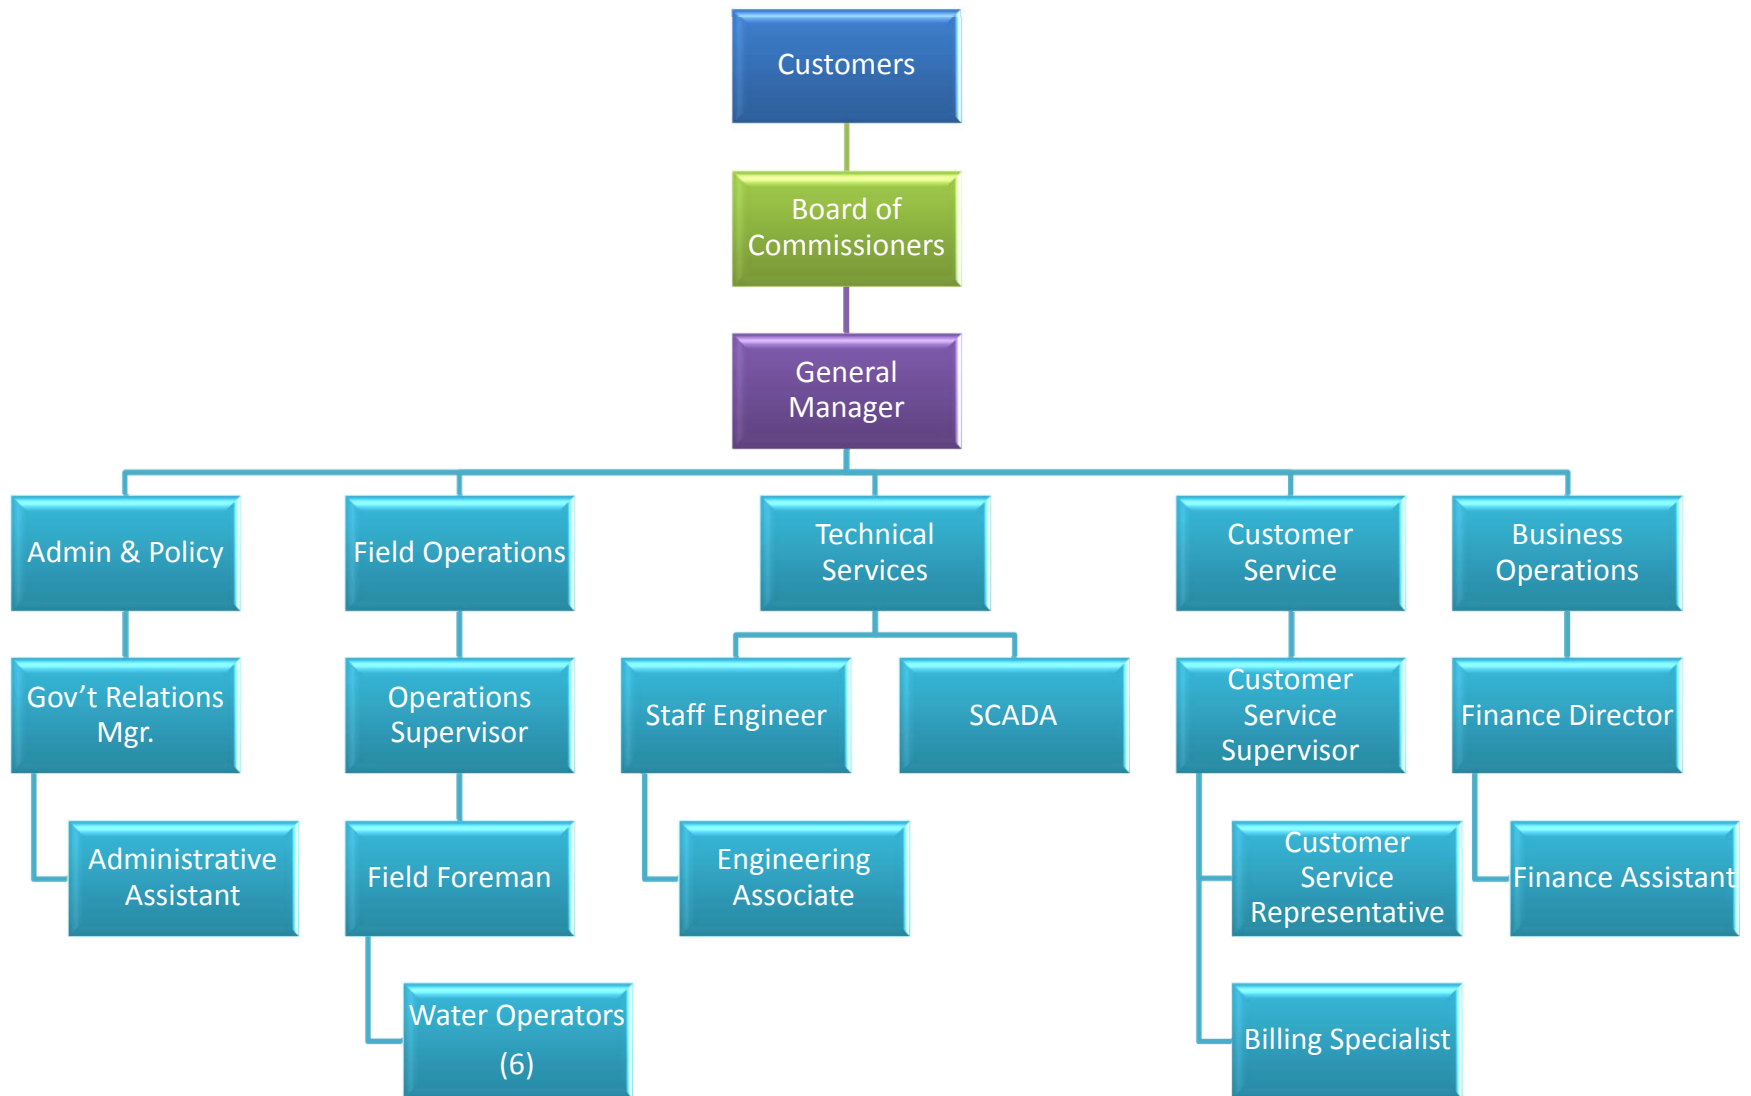 Customers
Board of
Commissioners
General
Manager
Admin & Policy
Field Operations
Technical
Services
Customer
Service
Business
Operations
Gov’t Relations
Mgr.
Operations
Supervisor
Staff Engineer
SCADA
Customer
Service
Supervisor
Finance Director
Administrative
Assistant
Field Foreman
Engineering
Associate
Customer
Service
Representative
Finance Assistant
Water Operators
(6)
Billing Specialist